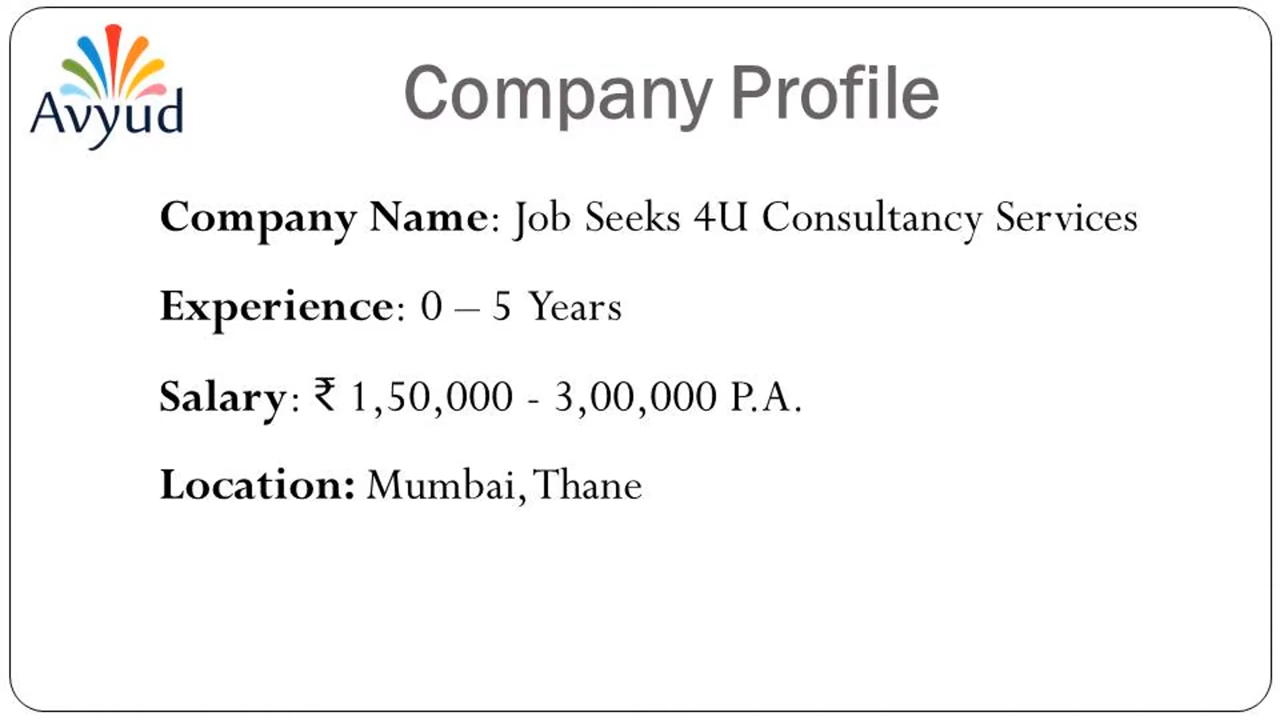 Avyud
Company Profile
Company Name: Job Seeks 4U Consultancy Services
Experience: 0 – 5 Years
Salary: ₹ 1,50,000 - 3,00,000 P.A.
Location: Mumbai, Thane